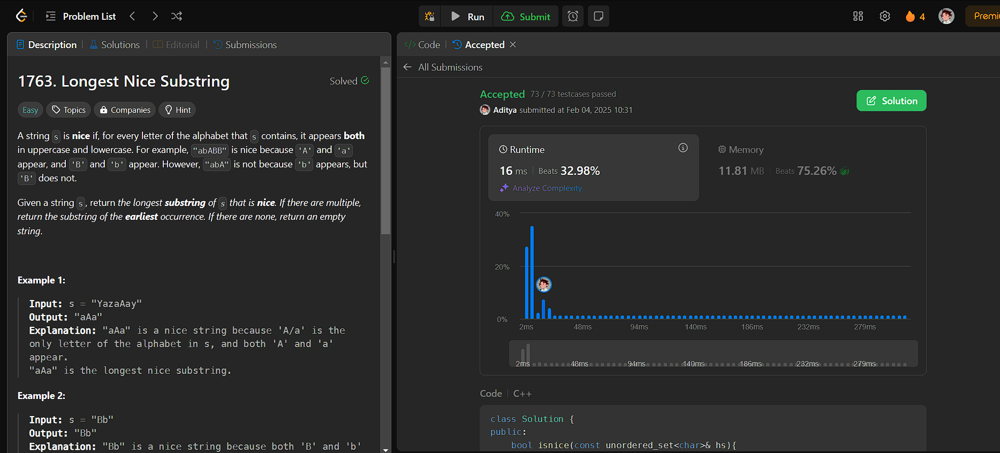 Problem List
Run
Submit
4
Premiu
Description | Solutions | Editorial | Submissions
1763. Longest Nice Substring
Solved
Easy
Topics
Companies
Hint
A string s is nice if, for every letter of the alphabet that s contains, it appears both
in uppercase and lowercase. For example, "abABB" is nice because 'A' and 'a'
appear, and 'B' and 'b' appear. However, "abA" is not because 'b' appears, but
'B' does not.
Given a string s, return the longest substring of s that is nice. If there are multiple,
return the substring of the earliest occurrence. If there are none, return an empty
string.
Example 1:
Input: s = "YazaAay"
Output: "aAa"
Explanation: "aAa" is a nice string because 'A/a' is the
only letter of the alphabet in s, and both 'A' and 'a'
appear.
"aAa" is the longest nice substring.
Example 2:
Input: s = "Bb"
Output: "Bb"
Explanation: "Bb" is a nice string because both 'B' and 'b'
</> Code | Accepted
All Submissions
Accepted 73 / 73 testcases passed
Aditya submitted at Feb 04, 2025 10:31
Solution
Runtime
16 ms | Beats 32.98%
Analyze Complexity
Memory
11.81 MB | Beats 75.26%
40%
20%
0%
2ms 48ms 94ms 140ms 186ms 232ms 279ms
2ms 48ms 94ms 140ms 186ms 232ms 279ms
Code | C++
class Solution {
public:
bool isnice(const unordered_set<char>& hs){